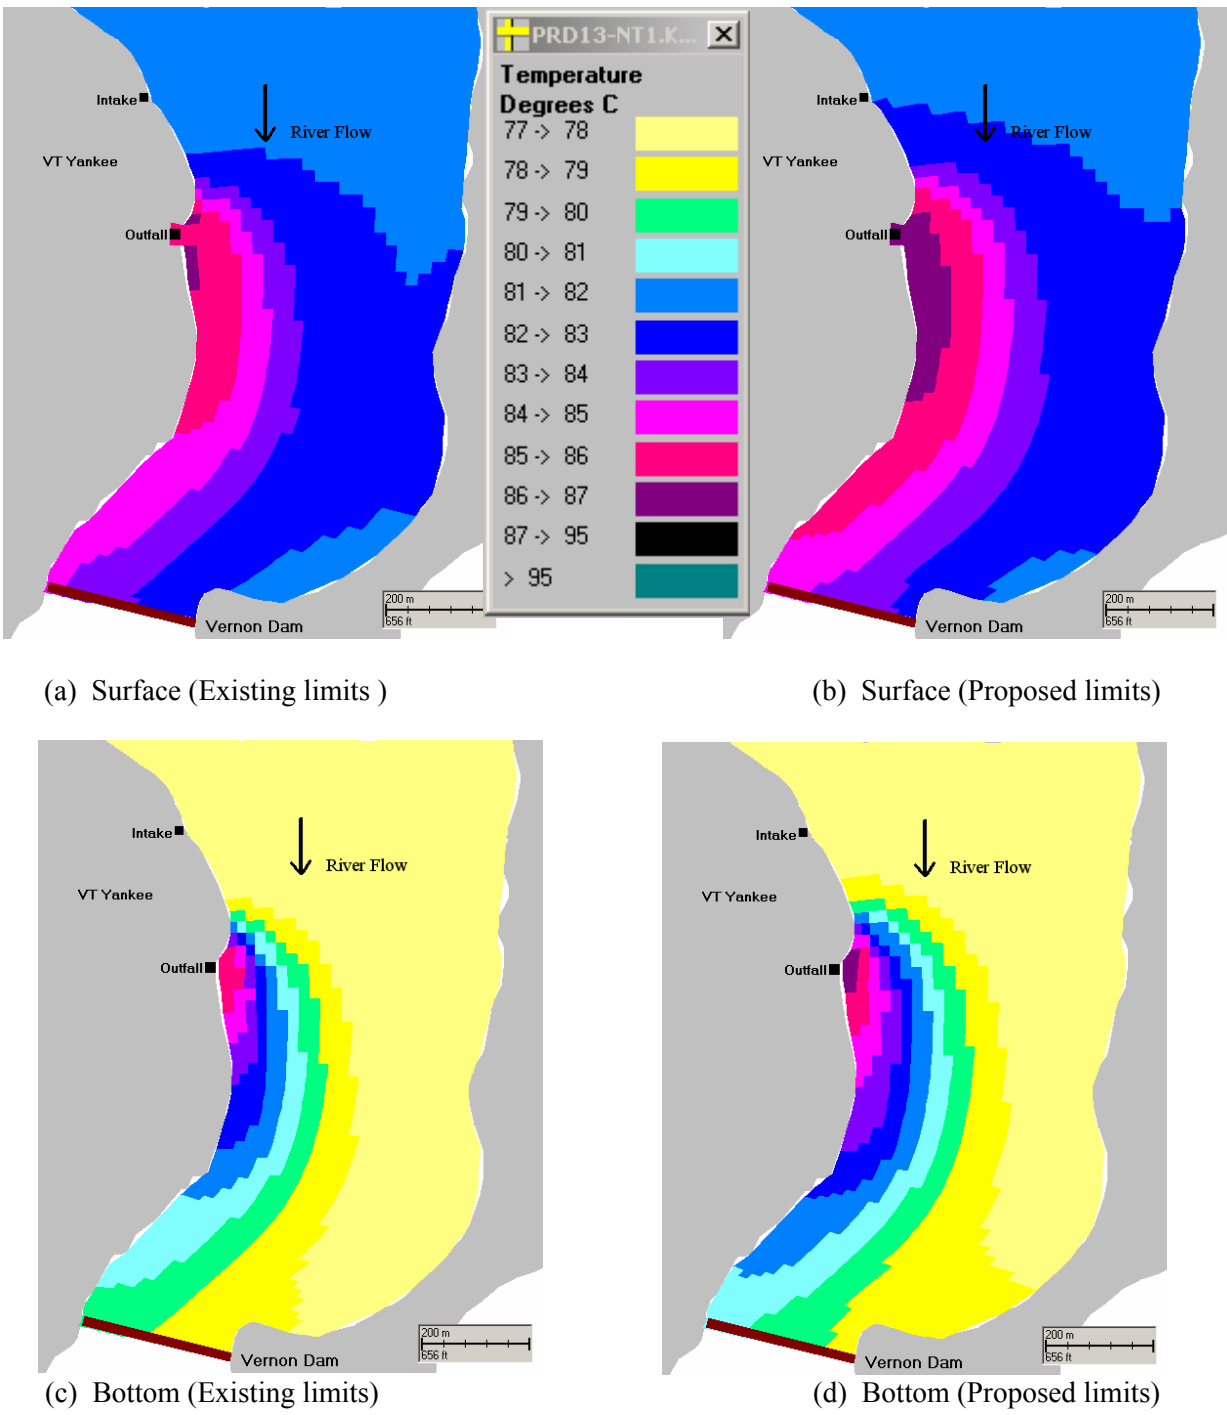 Intake
River Flow
VT Yankee
Outfall
200 m
656 ft
Vernon Dam
PRD13-NT1.K...
Temperature
Degrees C
77 -> 78
78 -> 79
79 -> 80
80 -> 81
81 -> 82
82 -> 83
83 -> 84
84 -> 85
85 -> 86
86 -> 87
87 -> 95
> 95
Intake
River Flow
VT Yankee
Outfall
200 m
656 ft
Vernon Dam
(a) Surface (Existing limits )
(b) Surface (Proposed limits)
Intake
River Flow
VT Yankee
Outfall
200 m
656 ft
Vernon Dam
Intake
River Flow
VT Yankee
Outfall
200 m
656 ft
Vernon Dam
(c) Bottom (Existing limits)
(d) Bottom (Proposed limits)